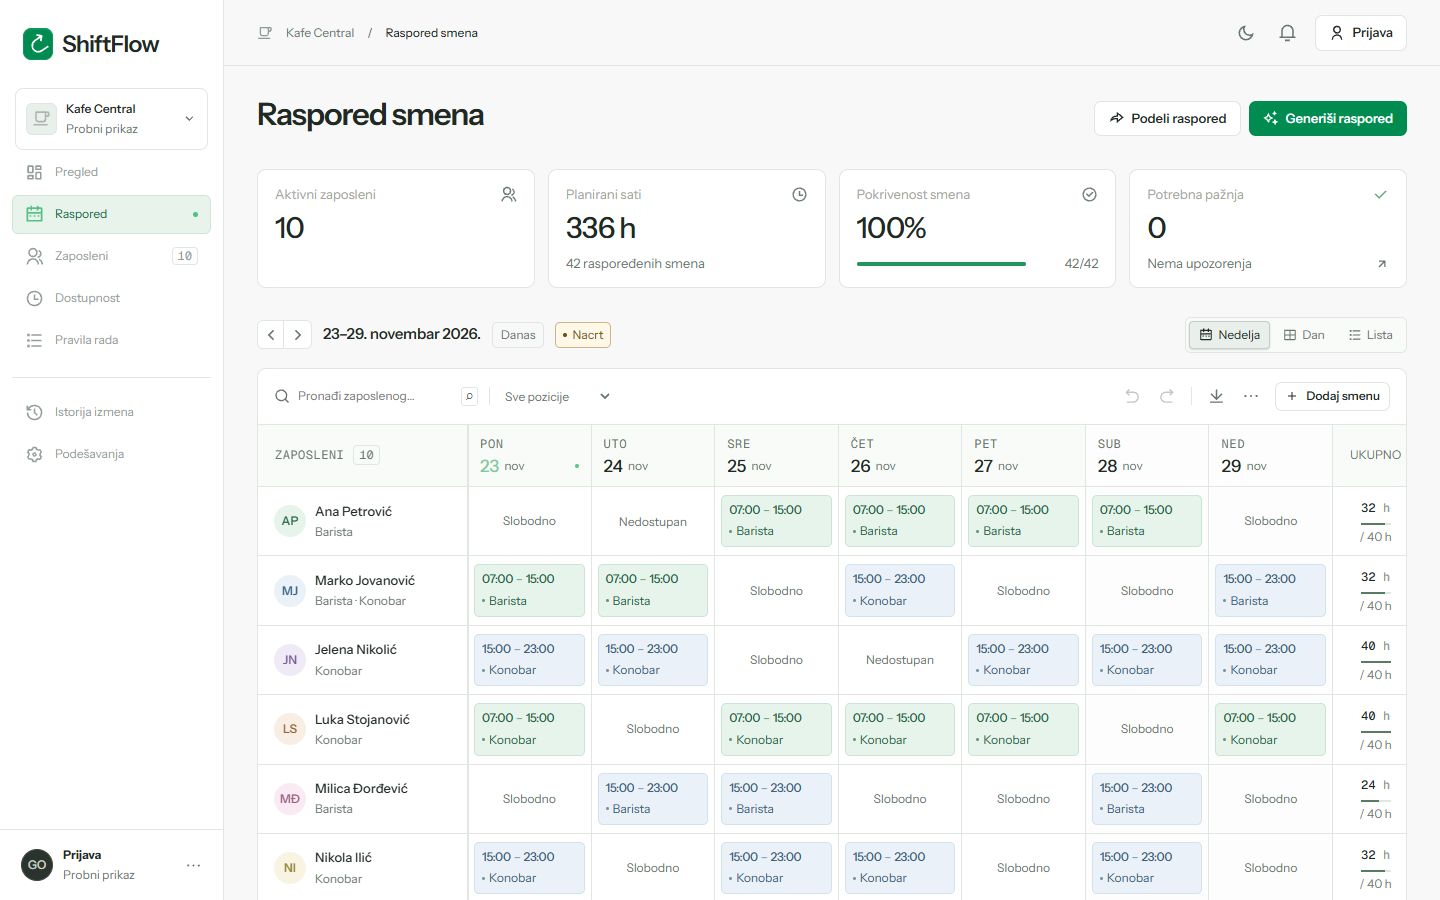 ShiftFlow
Kafe Central
Probni prikaz
Pregled
Raspored
Zaposleni 10
Dostupnost
Pravila rada
Istorija izmena
Podešavanja
GO Prijava
Probni prikaz
Kafe Central / Raspored smena
Prijava
Raspored smena
Podeli raspored
Generiši raspored
Aktivni zaposleni
10
Planirani sati
336 h
42 raspoređenih smena
Pokrivenost smena
100%
42/42
Potrebna pažnja
0
Nema upozorenja
23–29. novembar 2026. Danas • Nacrt
Nedelja Dan Lista
Pronađi zaposlenog... Sve pozicije
+ Dodaj smenu
ZAPOSLENI 10
PON
23 nov
UTO
24 nov
SRE
25 nov
ČET
26 nov
PET
27 nov
SUB
28 nov
NED
29 nov
UKUPNO
AP Ana Petrović
Barista
Slobodno
Nedostupan
07:00 – 15:00
• Barista
07:00 – 15:00
• Barista
07:00 – 15:00
• Barista
07:00 – 15:00
• Barista
Slobodno
32 h
/ 40 h
MJ Marko Jovanović
Barista · Konobar
07:00 – 15:00
• Barista
07:00 – 15:00
• Barista
Slobodno
15:00 – 23:00
• Konobar
Slobodno
Slobodno
15:00 – 23:00
• Barista
32 h
/ 40 h
JN Jelena Nikolić
Konobar
15:00 – 23:00
• Konobar
15:00 – 23:00
• Konobar
Slobodno
Nedostupan
15:00 – 23:00
• Konobar
15:00 – 23:00
• Konobar
15:00 – 23:00
• Konobar
40 h
/ 40 h
LS Luka Stojanović
Konobar
07:00 – 15:00
• Konobar
Slobodno
07:00 – 15:00
• Konobar
07:00 – 15:00
• Konobar
07:00 – 15:00
• Konobar
Slobodno
07:00 – 15:00
• Konobar
40 h
/ 40 h
MĐ Milica Đorđević
Barista
Slobodno
15:00 – 23:00
• Barista
15:00 – 23:00
• Barista
Slobodno
Slobodno
15:00 – 23:00
• Barista
Slobodno
24 h
/ 40 h
NI Nikola Ilić
Konobar
15:00 – 23:00
• Konobar
Slobodno
15:00 – 23:00
• Konobar
15:00 – 23:00
• Konobar
Slobodno
15:00 – 23:00
• Konobar
Slobodno
32 h
/ 40 h